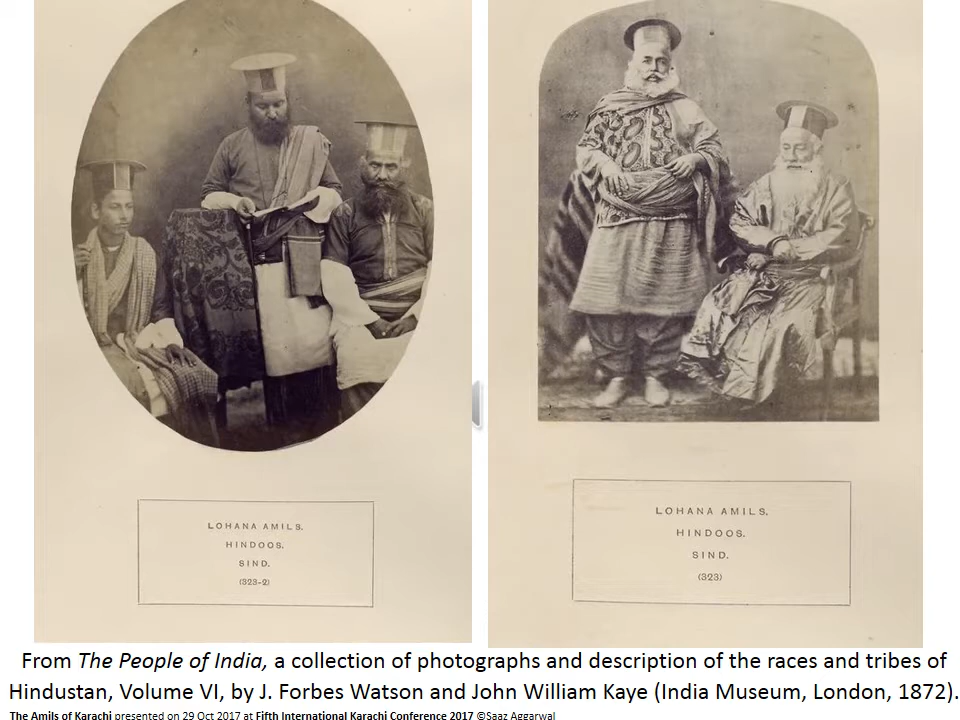 LOHANA AMILS.
HINDOOS.
SIND.
(323-2)
LOHANA AMILS.
HINDOOS.
SIND.
(323)
From The People of India, a collection of photographs and description of the races and tribes of
Hindustan, Volume VI, by J. Forbes Watson and John William Kaye (India Museum, London, 1872).
The Amils of Karachi presented on 29 Oct 2017 at Fifth International Karachi Conference 2017 ©Saaz Aggarwal